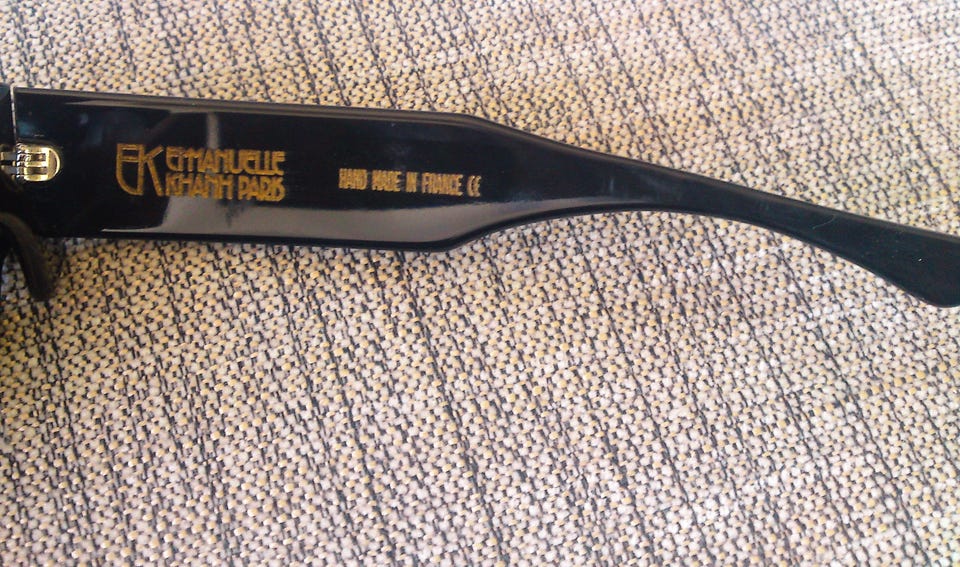 EK
EMMANUELLE
KHANH PARIS
HAND MADE IN FRANCE CE